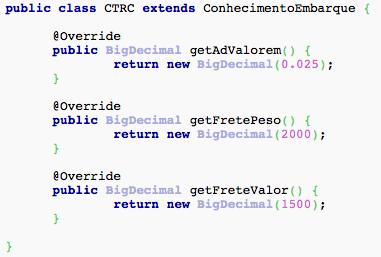 public class CTRC extends ConhecimentoEmbarque {
@Override
public BigDecimal getAdValorem() {
return new BigDecimal(0.025);
}
@Override
public BigDecimal getFretePeso() {
return new BigDecimal(2000);
}
@Override
public BigDecimal getFreteValor() {
return new BigDecimal(1500);
}
}